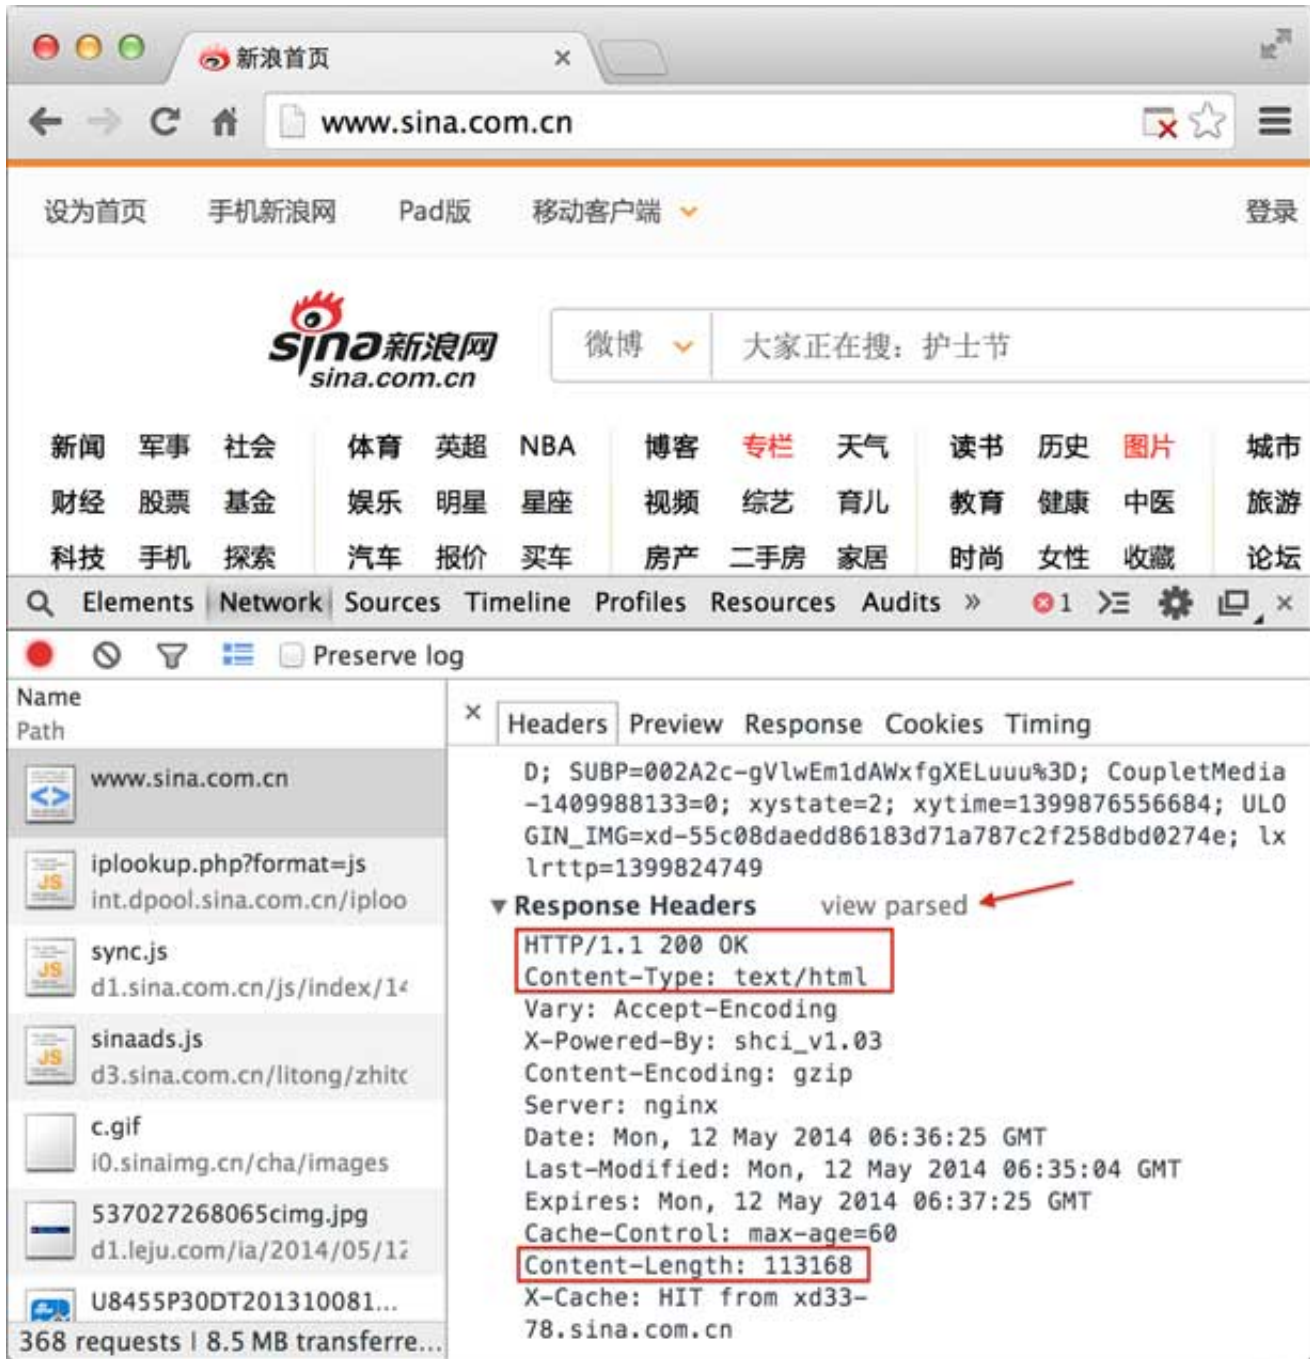 新浪首页
www.sina.com.cn
设为首页 手机新浪网 Pad版 移动客户端 登录
sina新浪网
sina.com.cn
微博 大家正在搜：护士节
新闻 军事 社会 体育 英超 NBA 博客 专栏 天气 读书 历史 图片 城市
财经 股票 基金 娱乐 明星 星座 视频 综艺 育儿 教育 健康 中医 旅游
科技 手机 探索 汽车 报价 买车 房产 二手房 家居 时尚 女性 收藏 论坛
Elements Network Sources Timeline Profiles Resources Audits » 1
Preserve log
Name
Path
www.sina.com.cn
iplookup.php?format=js
int.dpool.sina.com.cn/iploo
sync.js
d1.sina.com.cn/js/index/14
sinaads.js
d3.sina.com.cn/litong/zhito
c.gif
i0.sinaimg.cn/cha/images
537027268065cimg.jpg
d1.leju.com/ia/2014/05/12
U8455P30DT201310081...
368 requests | 8.5 MB transferre...
Headers Preview Response Cookies Timing
D; SUBP=002A2c-gVlwEm1dAWxfgXELuuu%3D; CoupletMedia
-1409988133=0; xystate=2; xytime=1399876556684; ULO
GIN_IMG=xd-55c08daedd86183d71a787c2f258dbd0274e; lx
lrttp=1399824749
Response Headers view parsed
HTTP/1.1 200 OK
Content-Type: text/html
Vary: Accept-Encoding
X-Powered-By: shci_v1.03
Content-Encoding: gzip
Server: nginx
Date: Mon, 12 May 2014 06:36:25 GMT
Last-Modified: Mon, 12 May 2014 06:35:04 GMT
Expires: Mon, 12 May 2014 06:37:25 GMT
Cache-Control: max-age=60
Content-Length: 113168
X-Cache: HIT from xd33-
78.sina.com.cn